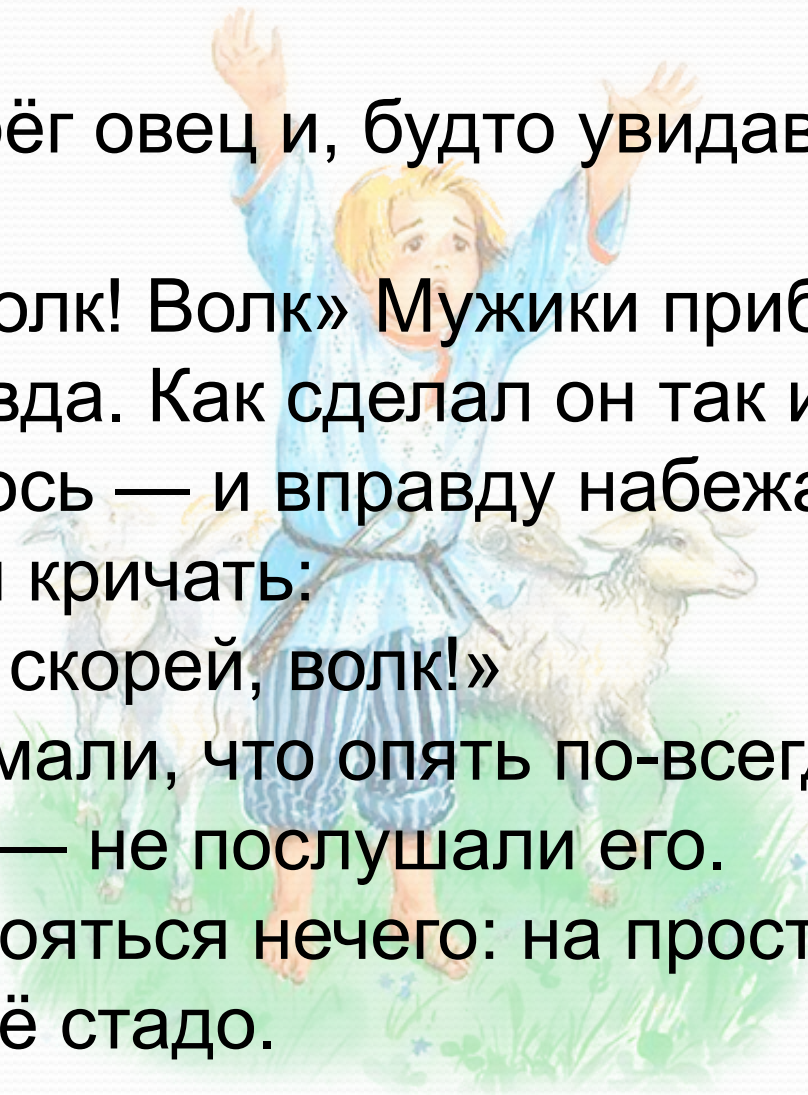 ёг овец и, будто увидав
олк! Волк» Мужики приб
вда. Как сделал он так и
ось — и вправду набежа
кричать:
скорей, волк!»
мали, что опять по-всег
— не послушали его.
ояться нечего: на прост
ё стадо.